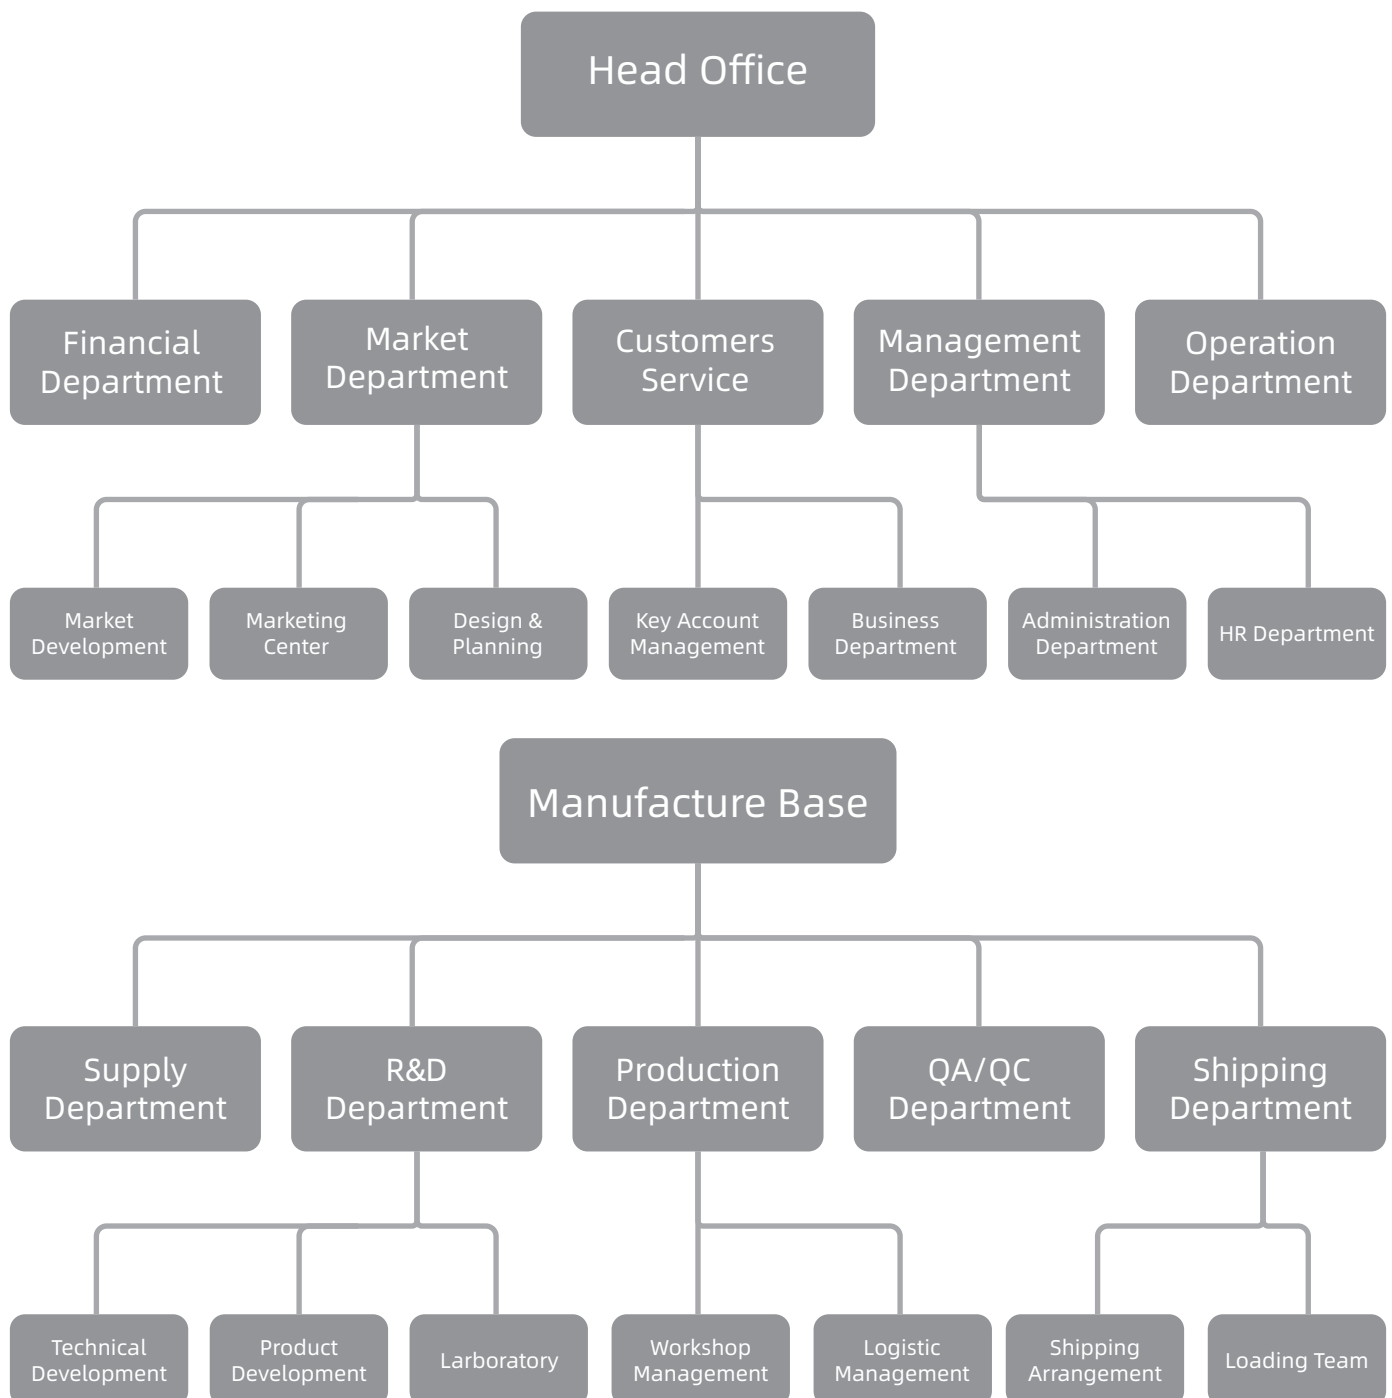 Head Office
Financial
Department
Market
Department
Customers
Service
Management
Department
Operation
Department
Market
Development
Marketing
Center
Design &
Planning
Key Account
Management
Business
Department
Administration
Department
HR Department
Manufacture Base
Supply
Department
R&D
Department
Production
Department
QA/QC
Department
Shipping
Department
Technical
Development
Product
Development
Larboratory
Workshop
Management
Logistic
Management
Shipping
Arrangement
Loading Team